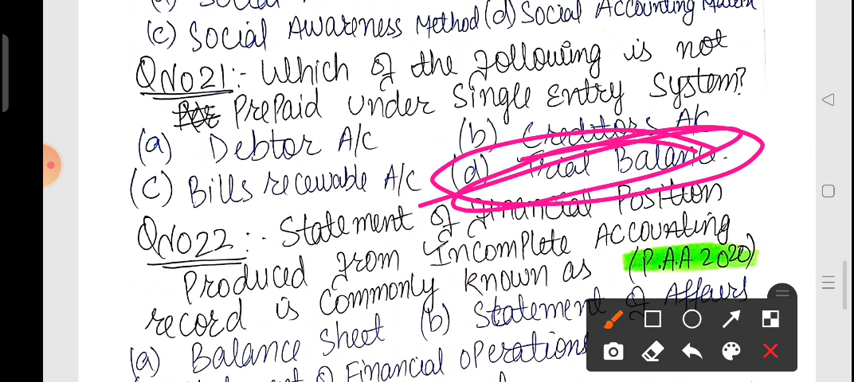 (c) Social Awareness Method (d) Social Accounting
QNO21:- Which of the following is not
PrePaid under Single Entry System?
(a) Debtor A/c (b) Creditors A/c
(c) Bills recewable A/c (d) Trial Balance.
QNO22:- Statement of financial Position
Produced from Incomplete Accounting
record is commonly known as (P.A.A 2020)
(a) Balance Sheet (b) Statement of Affairs
of Financial operations